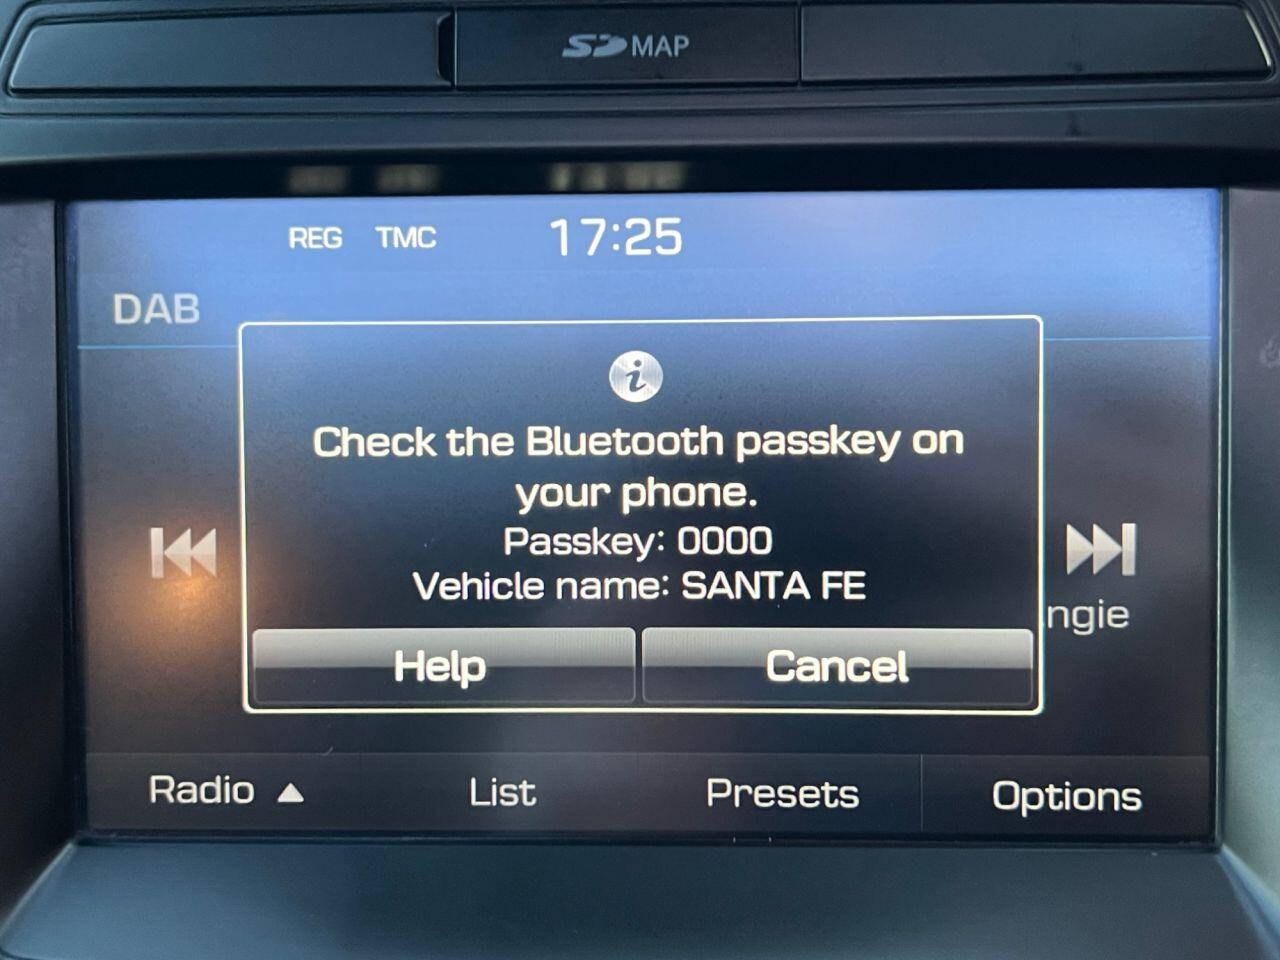 SD MAP
REG TMC 17:25
DAB
i
Check the Bluetooth passkey on
your phone.
Passkey: 0000
Vehicle name: SANTA FE
ngie
Help Cancel
Radio List Presets Options